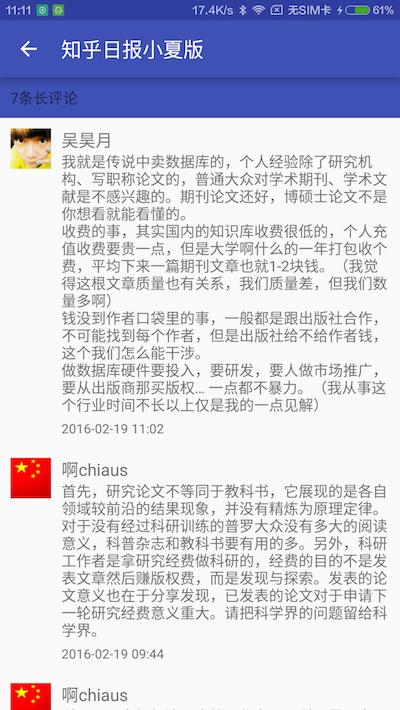 11:11 17.4K/s 无SIM卡 61%
知乎日报小夏版
7条长评论
吴昊月
我就是传说中卖数据库的，个人经验除了研究机
构、写职称论文的，普通大众对学术期刊、学术文
献是不感兴趣的。期刊论文还好，博硕士论文不是
你想看就能看懂的。
收费的事，其实国内的知识库收费很低的，个人充
值收费要贵一点，但是大学啊什么的一年打包收个
费，平均下来一篇期刊文章也就1-2块钱。（我觉
得这根文章质量也有关系，我们质量差，但我们数
量多啊）
钱没到作者口袋里的事，一般都是跟出版社合作，
不可能找到每个作者，但是出版社给不给作者钱，
这个我们怎么能干涉。
做数据库硬件要投入，要研发，要人做市场推广，
要从出版商那买版权... 一点都不暴力。（我从事这
个行业时间不长以上仅是我的一点见解）
2016-02-19 11:02
啊chiaus
首先，研究论文不等同于教科书，它展现的是各自
领域较前沿的结果现象，并没有精炼为原理定律。
对于没有经过科研训练的普罗大众没有多大的阅读
意义，科普杂志和教科书要有用的多。另外，科研
工作者是拿研究经费做科研的，经费的目的不是发
表文章然后赚版权费，而是发现与探索。发表的论
文意义也在于分享发现，已发表的论文对于申请下
一轮研究经费意义重大。请把科学界的问题留给科
学界。
2016-02-19 09:44
啊chiaus